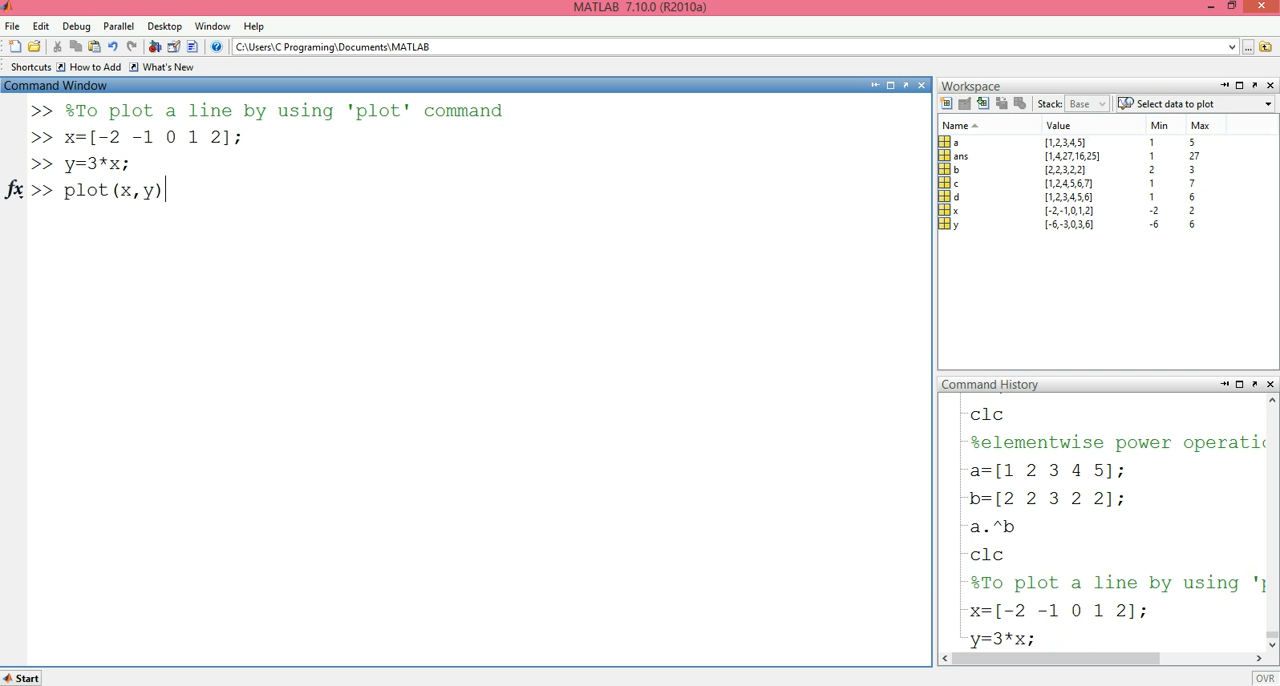 MATLAB 7.10.0 (R2010a)
File Edit Debug Parallel Desktop Window Help
C:\Users\C Programing\Documents\MATLAB
Shortcuts How to Add What's New
Command Window
>> %To plot a line by using 'plot' command
>> x=[-2 -1 0 1 2];
>> y=3*x;
fx >> plot(x,y)
Workspace
Stack: Base Select data to plot
Name Value Min Max
a [1,2,3,4,5] 1 5
ans [1,4,27,16,25] 1 27
b [2,2,3,2,2] 2 3
c [1,2,4,5,6,7] 1 7
d [1,2,3,4,5,6] 1 6
x [-2,-1,0,1,2] -2 2
y [-6,-3,0,3,6] -6 6
Command History
clc
%elementwise power operatio
a=[1 2 3 4 5];
b=[2 2 3 2 2];
a.^b
clc
%To plot a line by using '
x=[-2 -1 0 1 2];
y=3*x;
Start
OVR